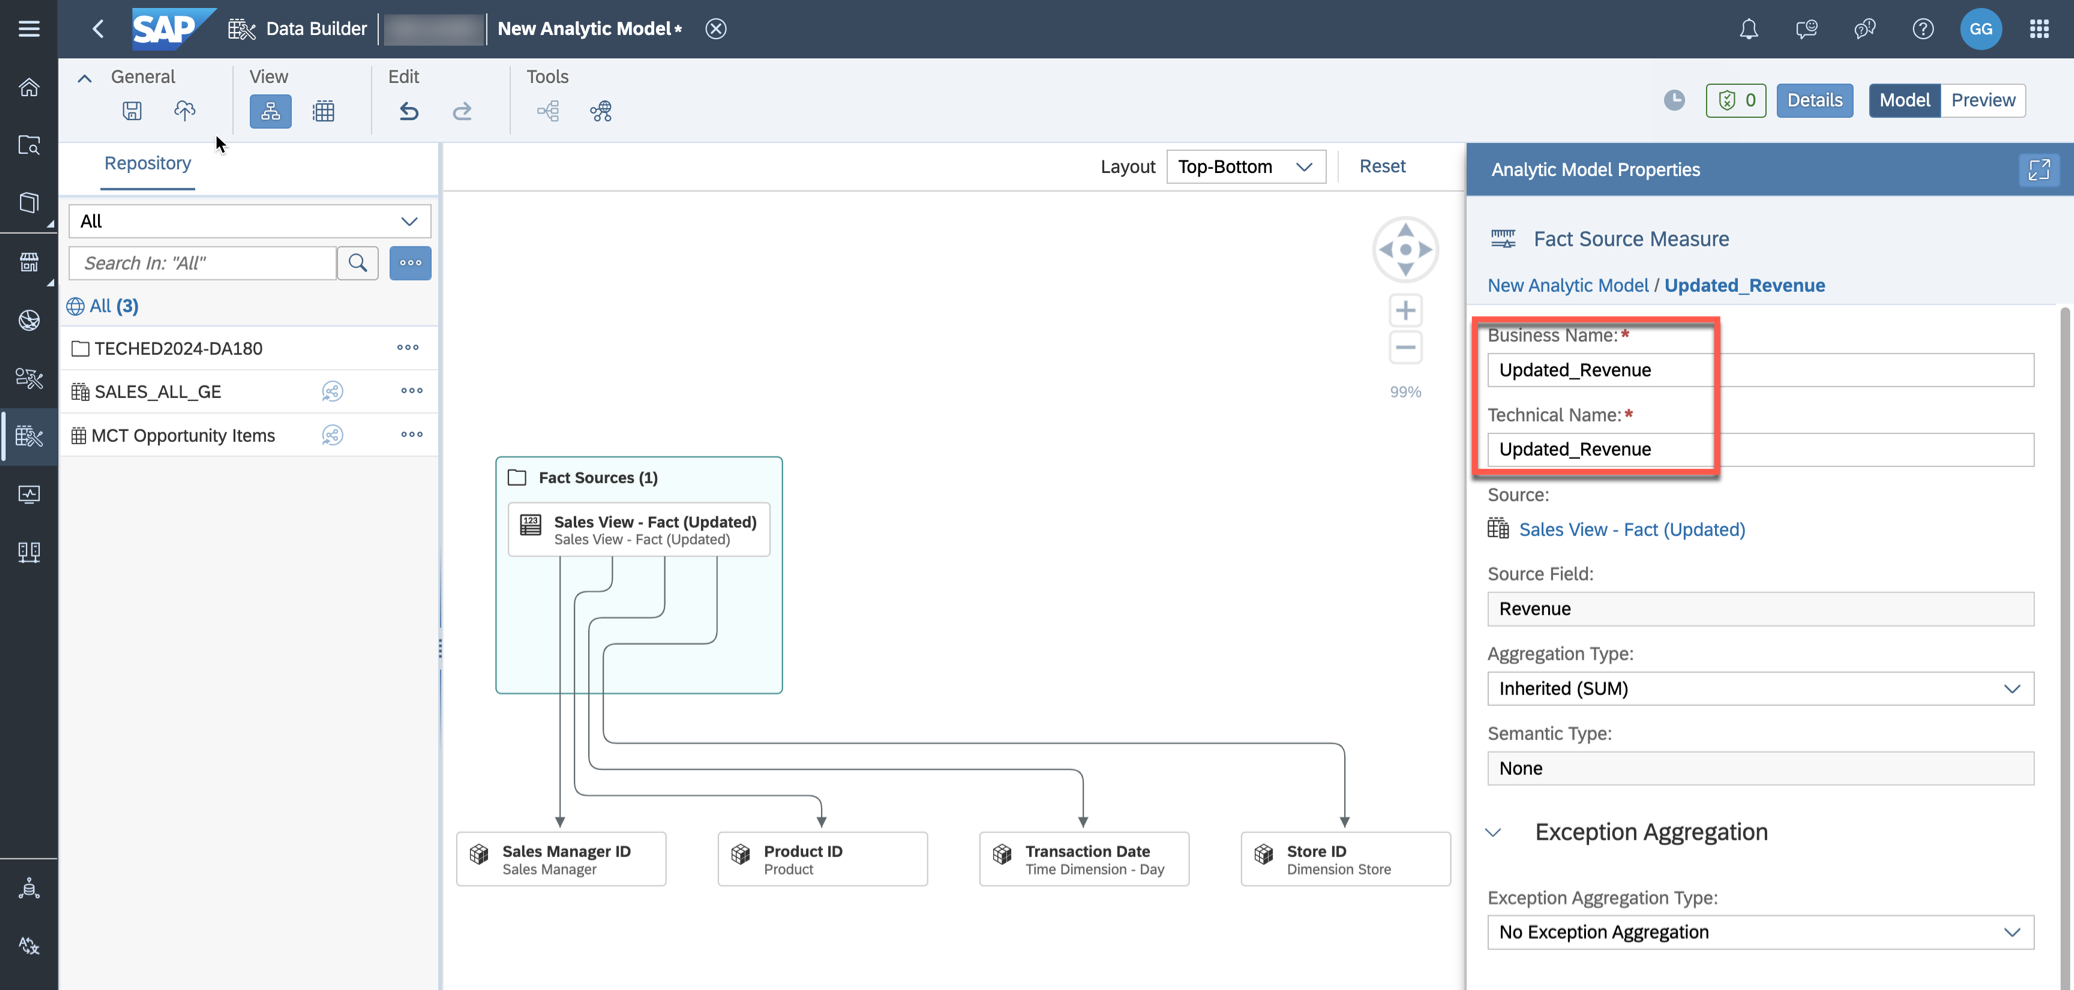 SAP
Data Builder
New Analytic Model*
GG
General
View
Edit
Tools
0
Details
Model
Preview
Repository
Layout
Top-Bottom
Reset
Analytic Model Properties
All
Search In: "All"
All (3)
TECHED2024-DA180
SALES_ALL_GE
MCT Opportunity Items
99%
Fact Sources (1)
123
Sales View - Fact (Updated)
Sales View - Fact (Updated)
Sales Manager ID
Sales Manager
Product ID
Product
Transaction Date
Time Dimension - Day
Store ID
Dimension Store
Fact Source Measure
New Analytic Model / Updated_Revenue
Business Name:*
Updated_Revenue
Technical Name:*
Updated_Revenue
Source:
Sales View - Fact (Updated)
Source Field:
Revenue
Aggregation Type:
Inherited (SUM)
Semantic Type:
None
Exception Aggregation
Exception Aggregation Type:
No Exception Aggregation